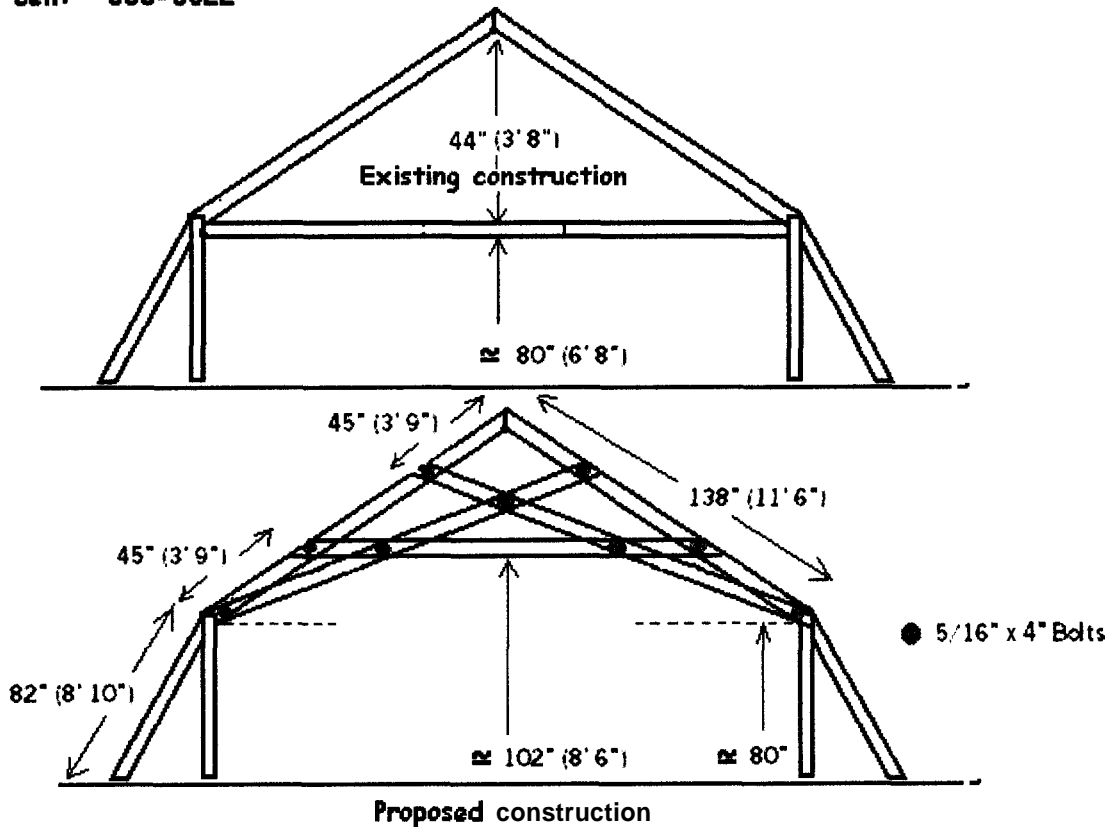 44" (3'8")
Existing construction
≅ 80" (6'8")
45" (3'9")
138" (11'6")
45" (3'9")
5/16" x 4" Bolts
82" (8'10")
≅ 102" (8'6")
≅ 80"
Proposed construction